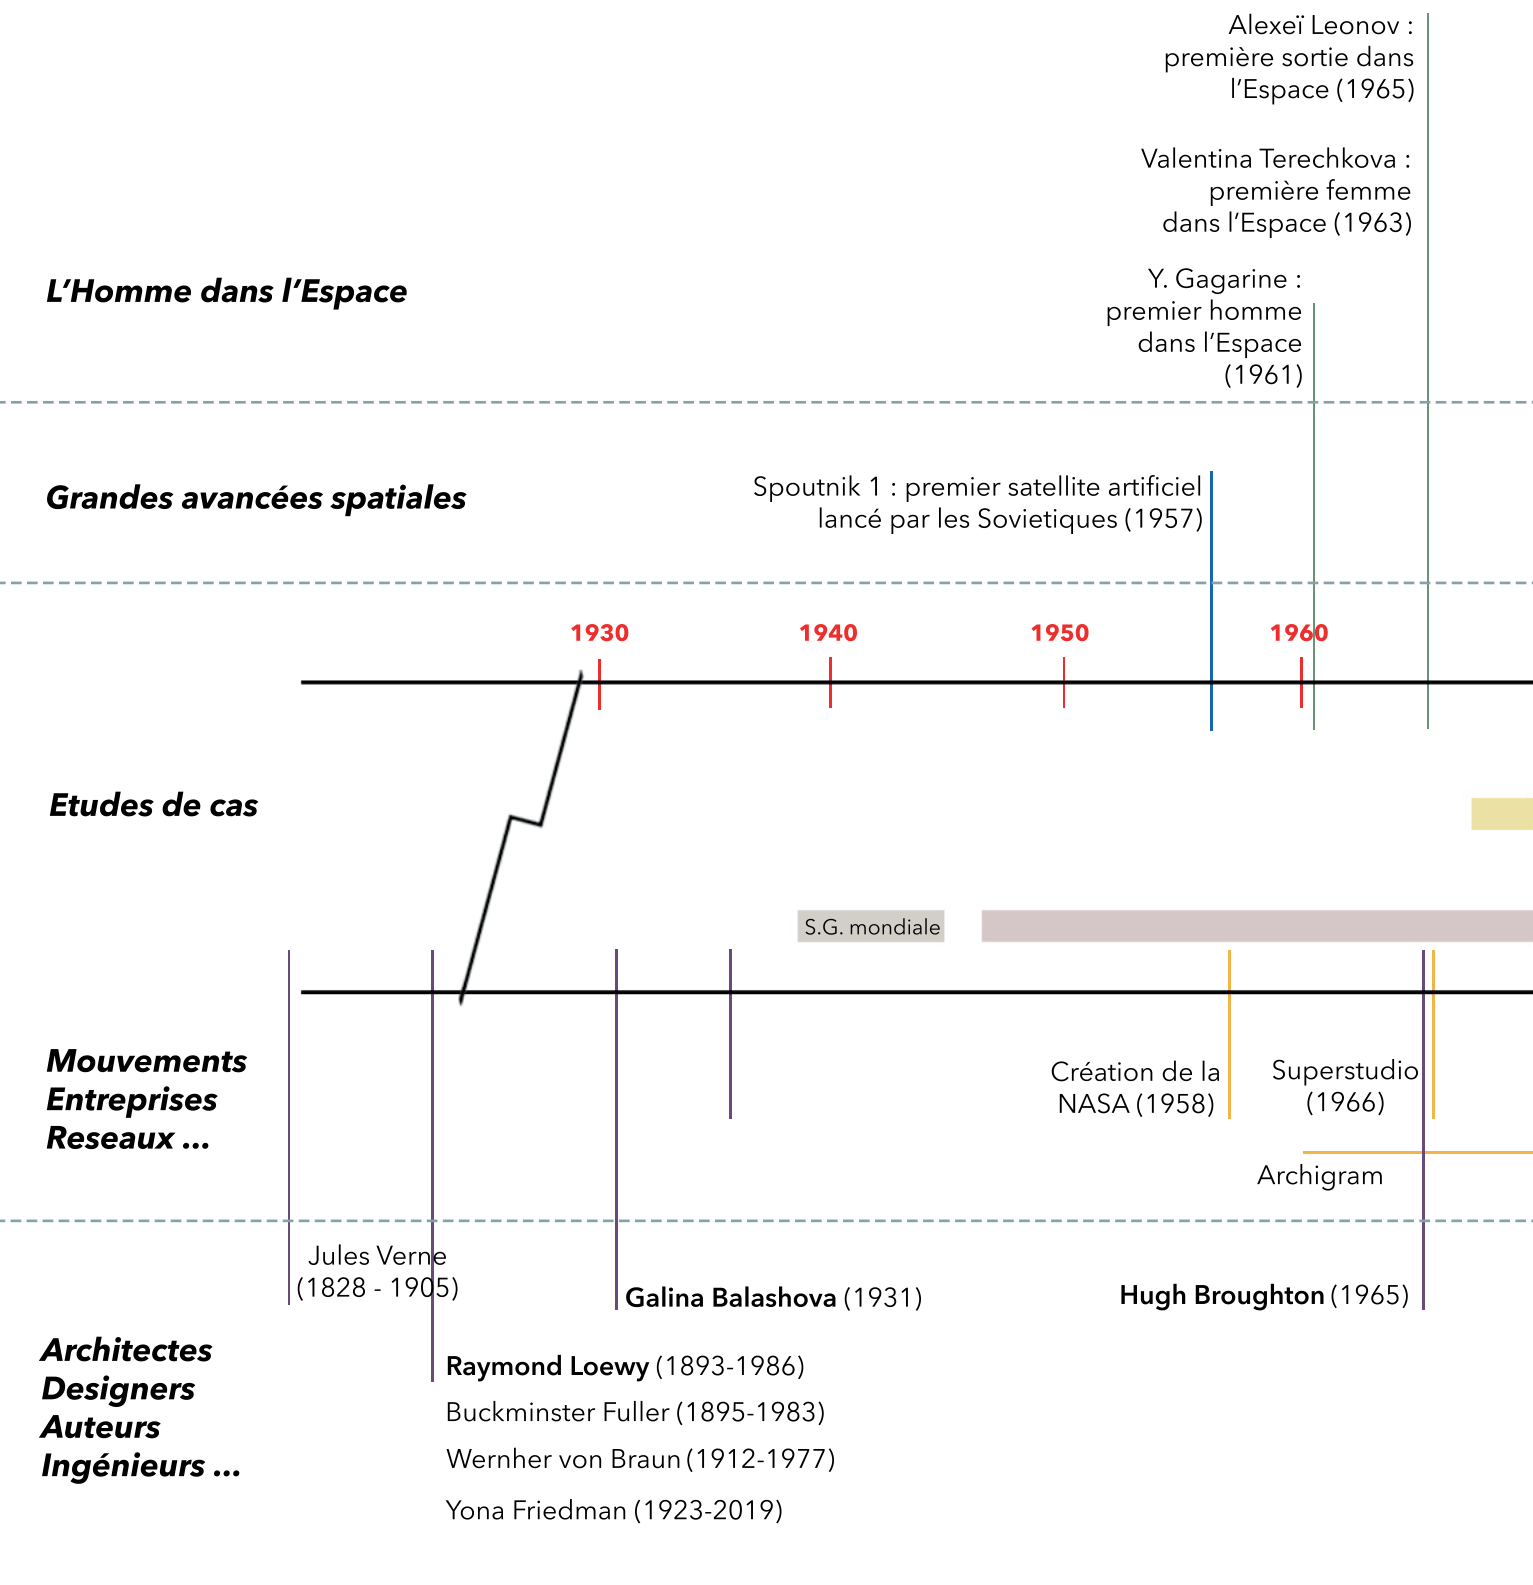 Alexeï Leonov :
première sortie dans
l’Espace (1965)
Valentina Terechkova :
première femme
dans l’Espace (1963)
L’Homme dans l’Espace
Y. Gagarine :
premier homme
dans l’Espace
(1961)
Grandes avancées spatiales
Spoutnik 1 : premier satellite artificiel
lancé par les Sovietiques (1957)
1930
1940
1950
1960
Etudes de cas
S.G. mondiale
Mouvements
Entreprises
Reseaux ...
Création de la
NASA (1958)
Superstudio
(1966)
Archigram
Jules Verne
(1828 - 1905)
Galina Balashova (1931)
Hugh Broughton (1965)
Architectes
Designers
Auteurs
Ingénieurs ...
Raymond Loewy (1893-1986)
Buckminster Fuller (1895-1983)
Wernher von Braun (1912-1977)
Yona Friedman (1923-2019)